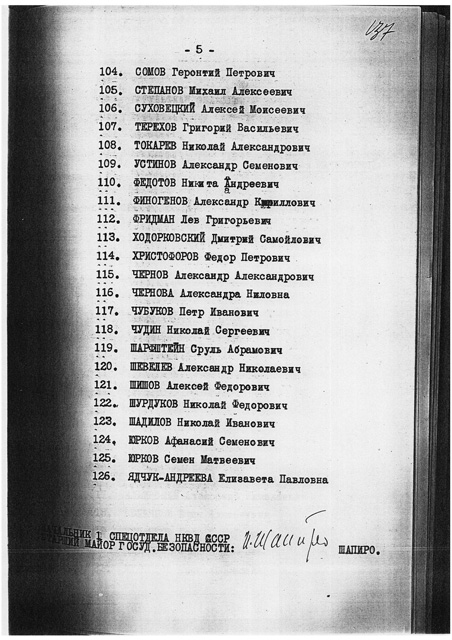 137
- 5 -
104. СОМОВ Геронтий Петрович
105. СТЕПАНОВ Михаил Алексеевич
106. СУХОВЕЦКИЙ Алексей Моисеевич
107. ТЕРЕХОВ Григорий Васильевич
108. ТОКАРЕВ Николай Александрович
109. УСТИНОВ Александр Семенович
110. ФЕДОТОВ Никита Андреевич
111. ФИНОГЕНОВ Александр Кириллович
112. ФРИДМАН Лев Григорьевич
113. ХОДОРКОВСКИЙ Дмитрий Самойлович
114. ХРИСТОФОРОВ Федор Петрович
115. ЧЕРНОВ Александр Александрович
116. ЧЕРНОВА Александра Ниловна
117. ЧУБУКОВ Петр Иванович
118. ЧУДИН Николай Сергеевич
119. ШАРФШТЕЙН Сруль Абрамович
120. ШЕВЕЛЕВ Александр Николаевич
121. ШИШОВ Алексей Федорович
122. ШУРДУКОВ Николай Федорович
123. ШАДИЛОВ Николай Иванович
124. ЮРКОВ Афанасий Семенович
125. ЮРКОВ Семен Матвеевич
126. ЯДЧУК-АНДРЕЕВА Елизавета Павловна
НАЧАЛЬНИК 1 СПЕЦОТДЕЛА НКВД СССР
СТАРШИЙ МАЙОР ГОСУД.БЕЗОПАСНОСТИ: И. Шапиро ШАПИРО.